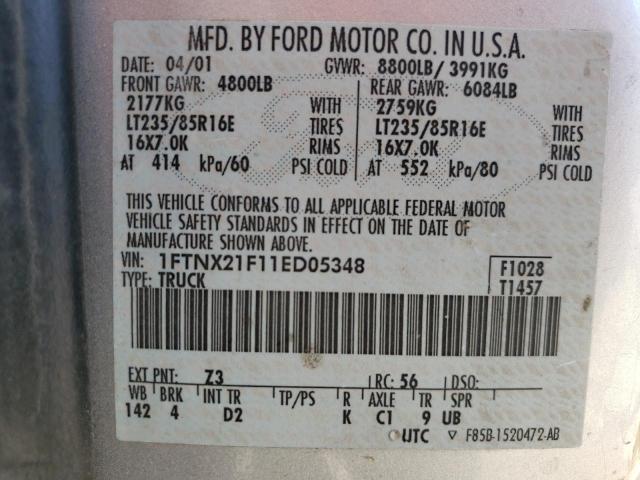 MFD. BY FORD MOTOR CO. IN U.S.A.
DATE: 04/01 GVWR: 8800LB/ 3991KG
FRONT GAWR: 4800LB REAR GAWR: 6084LB
2177KG WITH 2759KG WITH
LT235/85R16E TIRES LT235/85R16E TIRES
16X7.0K RIMS 16X7.0K RIMS
AT 414 kPa/60 PSI COLD AT 552 kPa/80 PSI COLD
THIS VEHICLE CONFORMS TO ALL APPLICABLE FEDERAL MOTOR
VEHICLE SAFETY STANDARDS IN EFFECT ON THE DATE OF
MANUFACTURE SHOWN ABOVE.
VIN: 1FTNX21F11ED05348 F1028
TYPE: TRUCK T1457
EXT PNT: Z3 RC: 56 DSO:
WB BRK INT TR TP/PS R AXLE TR SPR
142 4 D2 K C1 9 UB
UTC ▽ F85B-1520472-AB